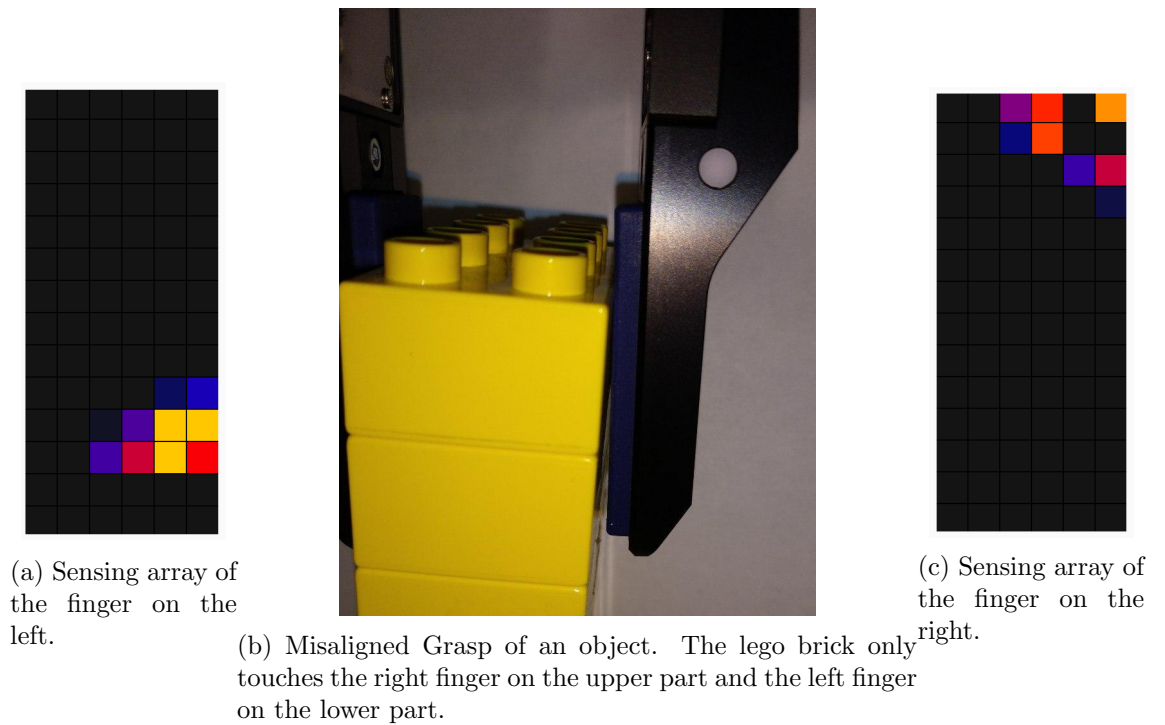 (a) Sensing array of
the finger on the
left.
(b) Misaligned Grasp of an object. The lego brick only
touches the right finger on the upper part and the left finger
on the lower part.
(c) Sensing array of
the finger on the
right.